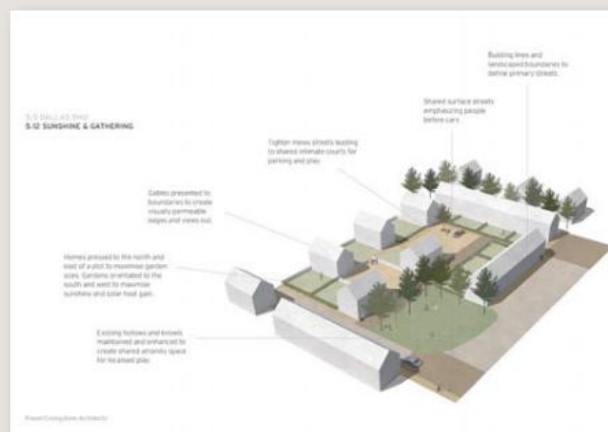 S.12 SUNSHINE & GATHERING
Building lines and
landscaped boundaries to
define primary streets.
Shared surface streets
emphasizing people
before cars.
Tighten mews streets leading
to shared intimate courts for
parking and play.
Gables presented to
boundaries to create
visually permeable
edges and views out.
Homes pressed to the north and
east of a plot to maximise garden
sizes. Gardens orientated to the
south and west to maximise
sunshine and solar heat gain.
Existing hollows and knowes
maintained and enhanced to
create shared amenity space
for localised play.
Architects